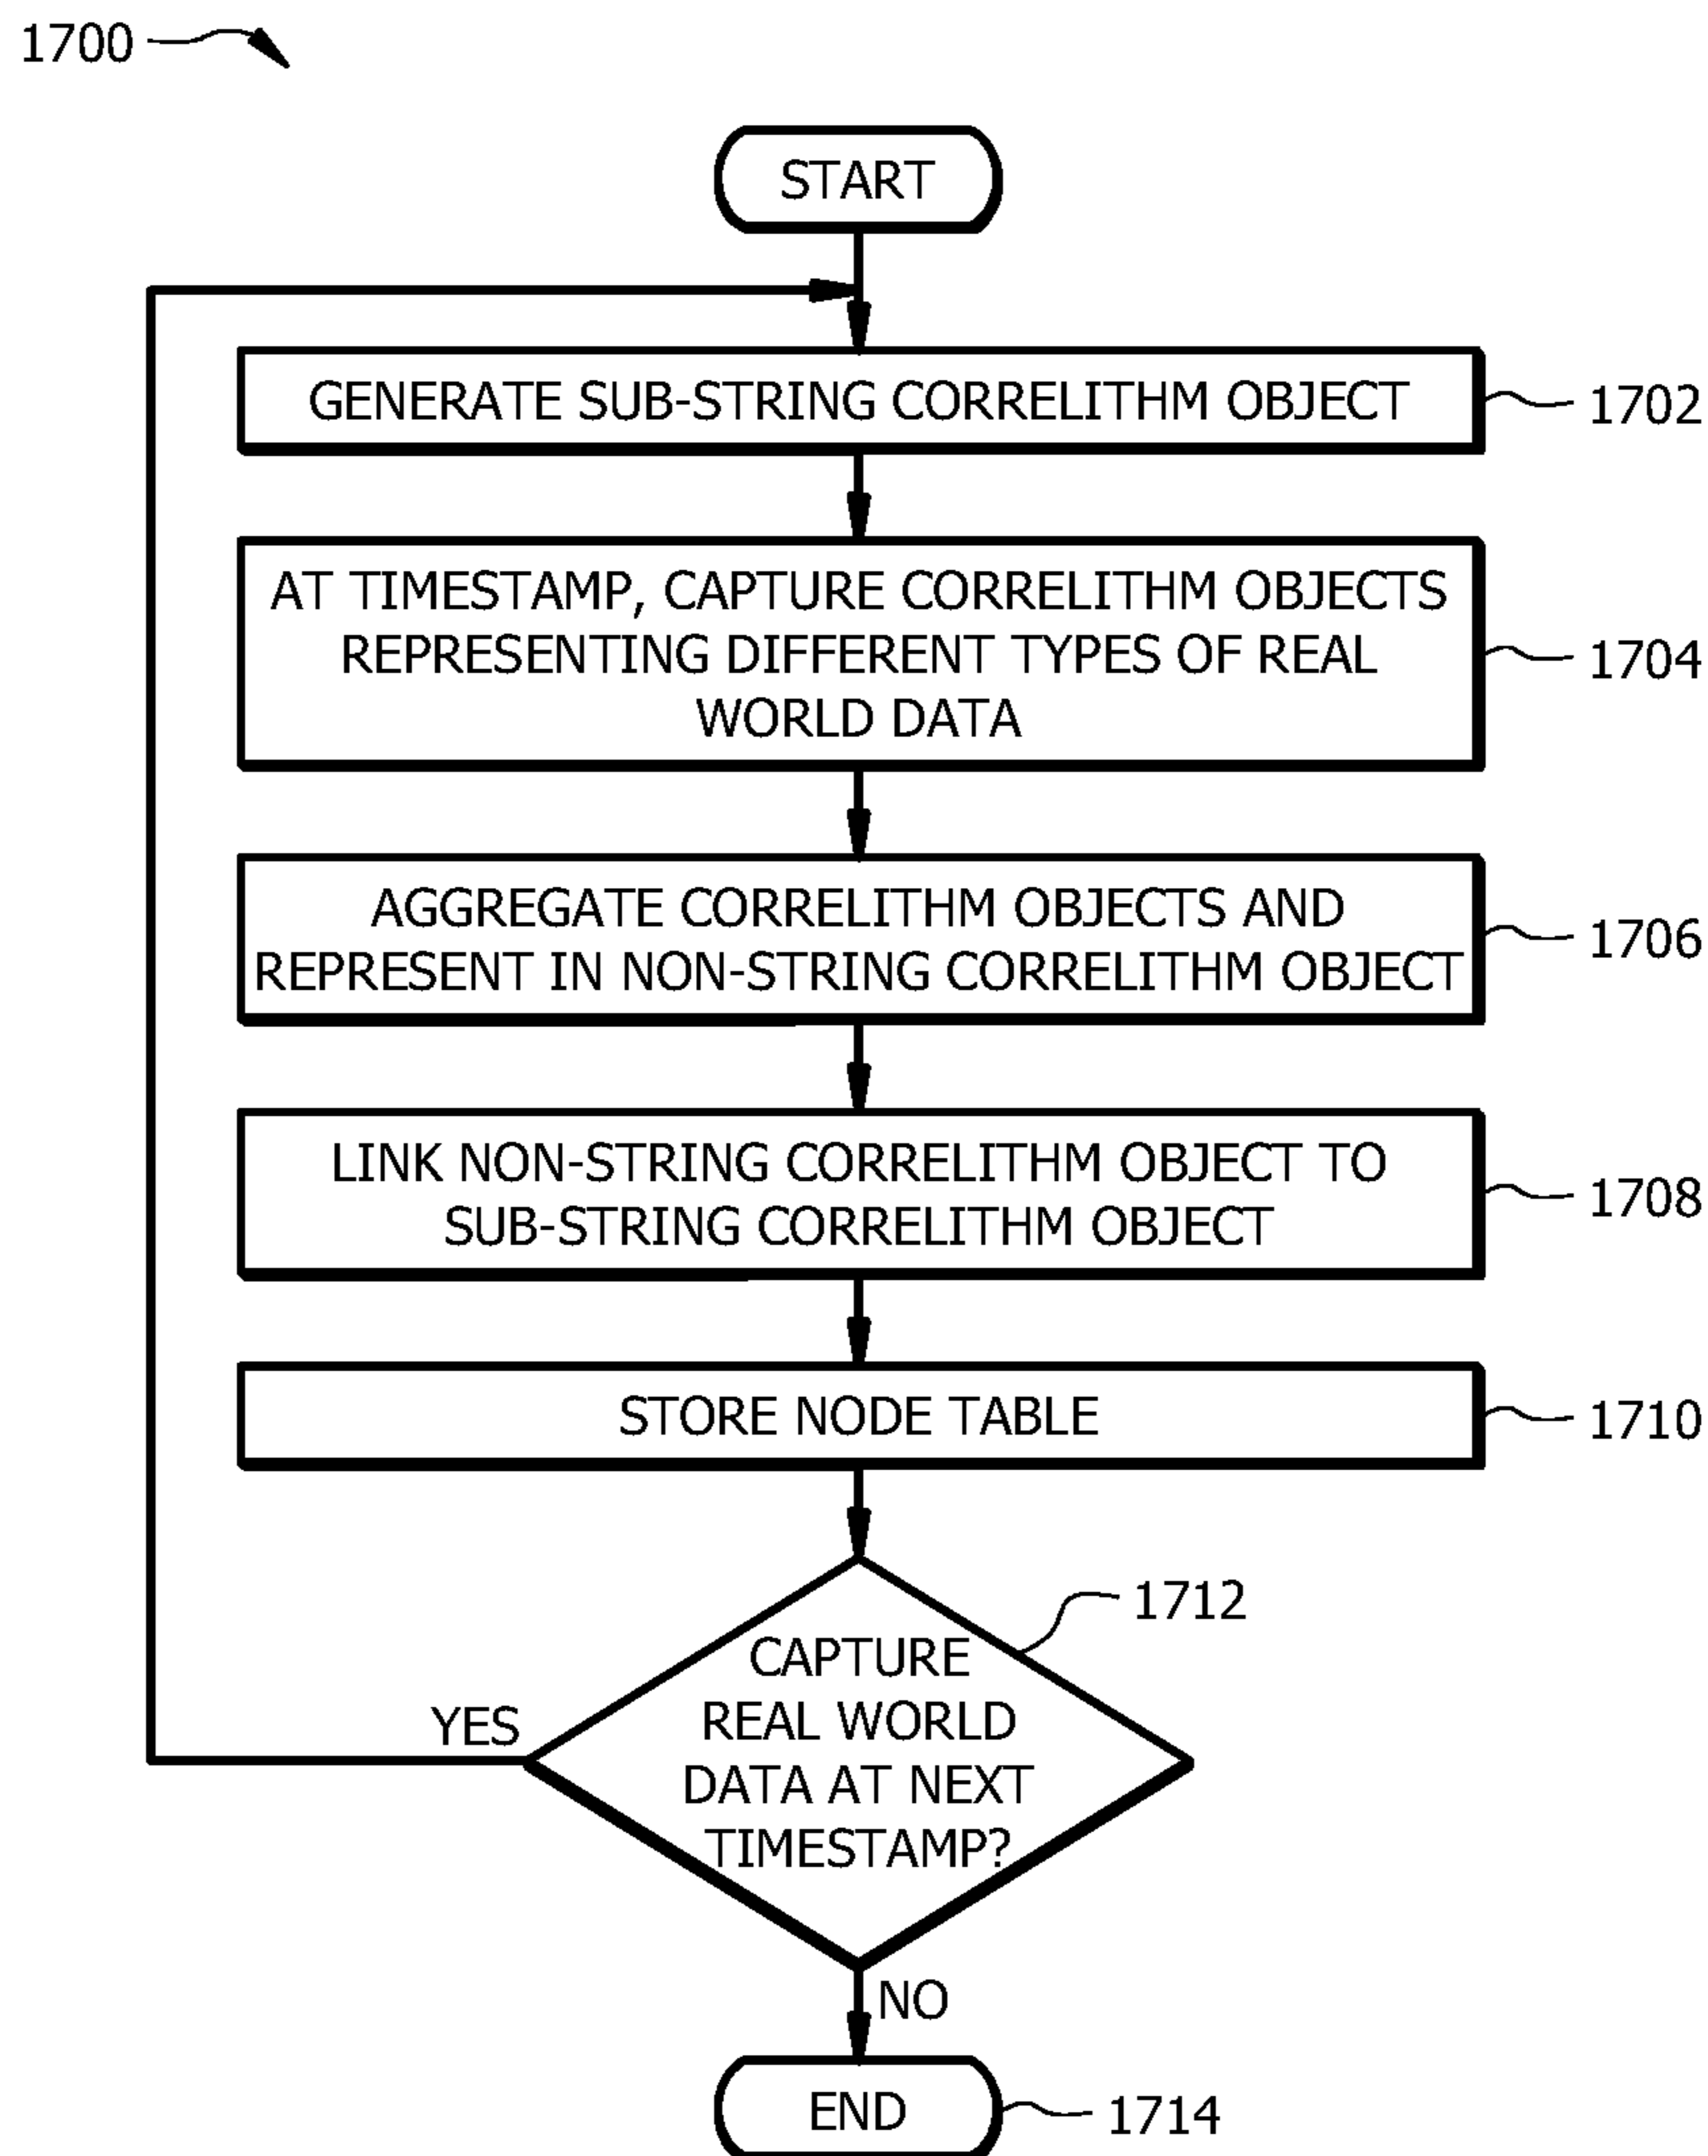 1700
START
GENERATE SUB-STRING CORRELITHM OBJECT
1702
AT TIMESTAMP, CAPTURE CORRELITHM OBJECTS
REPRESENTING DIFFERENT TYPES OF REAL
WORLD DATA
1704
AGGREGATE CORRELITHM OBJECTS AND
REPRESENT IN NON-STRING CORRELITHM OBJECT
1706
LINK NON-STRING CORRELITHM OBJECT TO
SUB-STRING CORRELITHM OBJECT
1708
STORE NODE TABLE
1710
1712
CAPTURE
REAL WORLD
DATA AT NEXT
TIMESTAMP?
YES
NO
END
1714